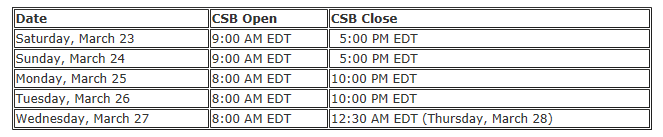 Date CSB Open CSB Close
Saturday, March 23 9:00 AM EDT 5:00 PM EDT
Sunday, March 24 9:00 AM EDT 5:00 PM EDT
Monday, March 25 8:00 AM EDT 10:00 PM EDT
Tuesday, March 26 8:00 AM EDT 10:00 PM EDT
Wednesday, March 27 8:00 AM EDT 12:30 AM EDT (Thursday, March 28)